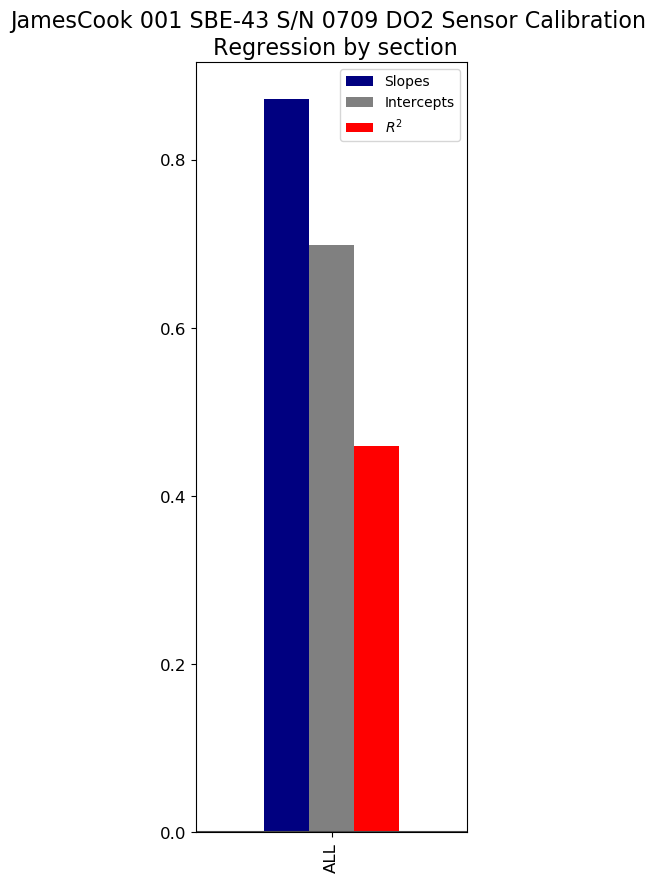 JamesCook 001 SBE-43 S/N 0709 DO2 Sensor Calibration
Regression by section
Slopes
Intercepts
R²
0.8
0.6
0.4
0.2
0.0
ALL